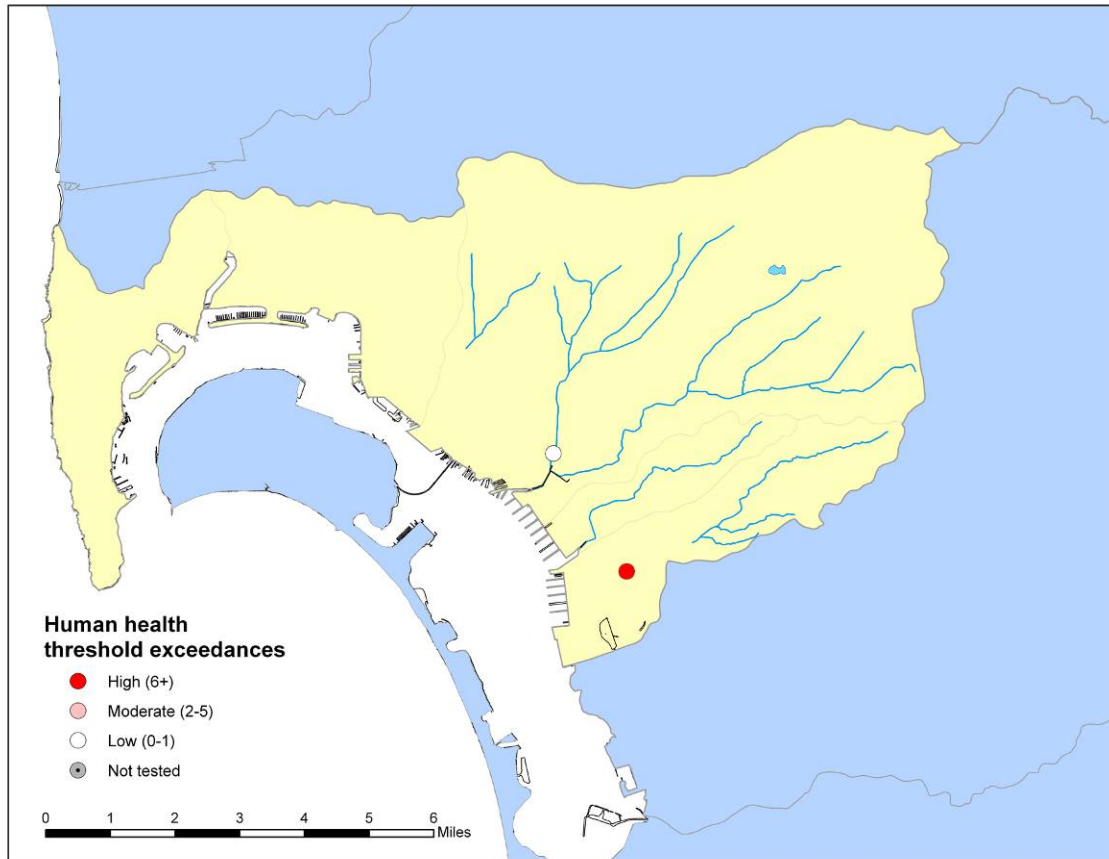 Human health
threshold exceedances
High (6+)
Moderate (2-5)
Low (0-1)
Not tested
0 1 2 3 4 5 6
Miles